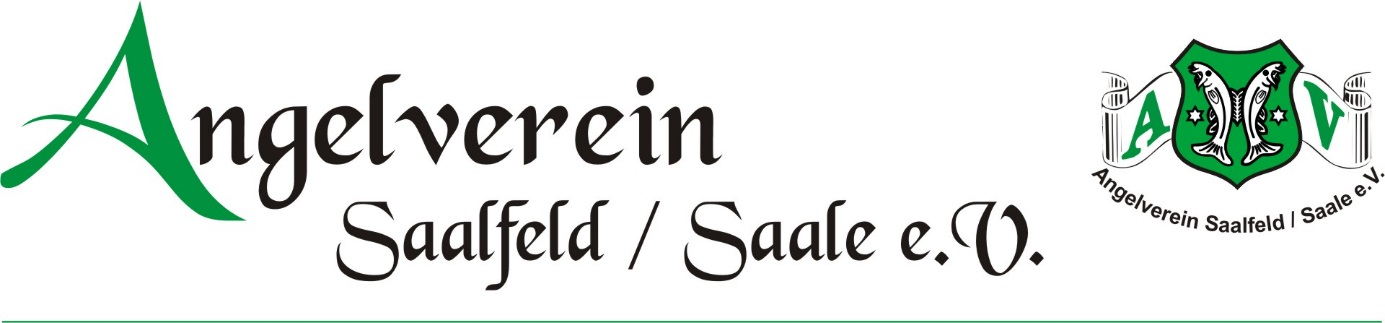 Angelverein
Saalfeld / Saale e.V.
A V
Angelverein Saalfeld / Saale e.V.